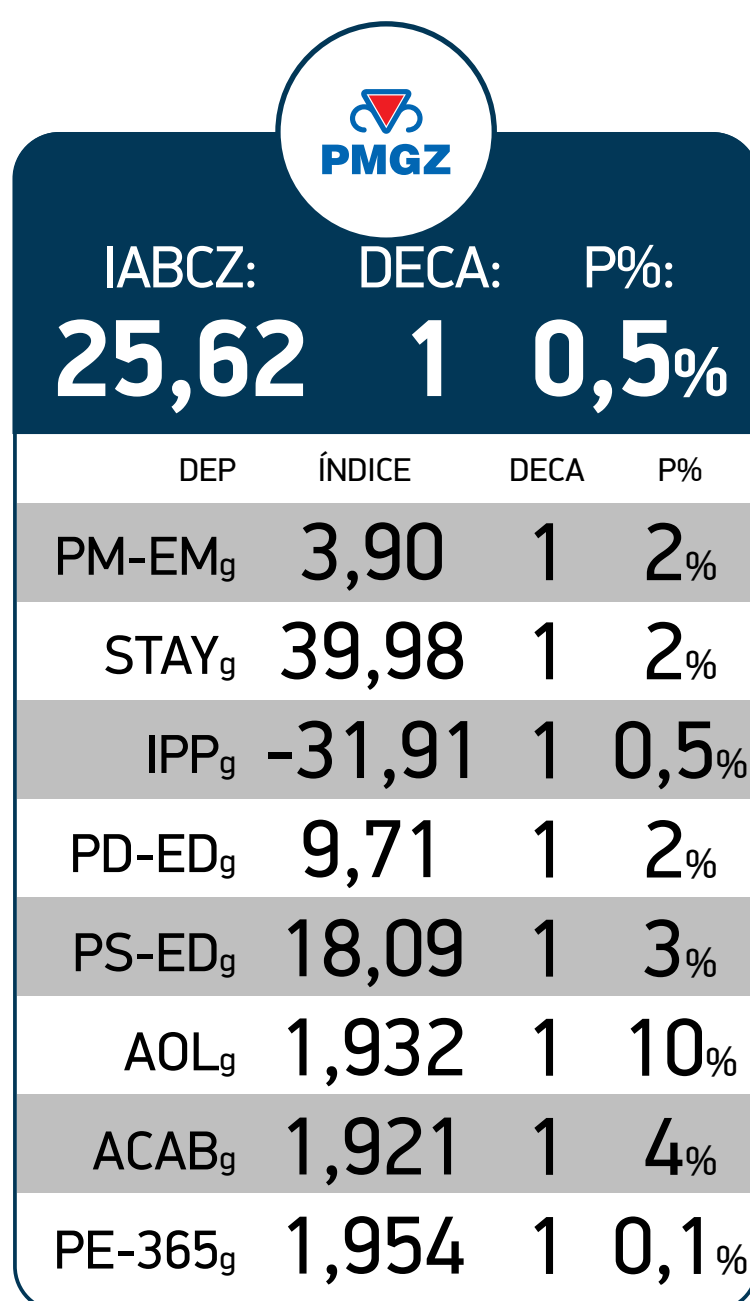 PMGZ
IABCZ: DECA: P%:
25,62 1 0,5%
DEP ÍNDICE DECA P%
PM-EMg 3,90 1 2%
STAYg 39,98 1 2%
IPPg -31,91 1 0,5%
PD-EDg 9,71 1 2%
PS-EDg 18,09 1 3%
AOLg 1,932 1 10%
ACABg 1,921 1 4%
PE-365g 1,954 1 0,1%